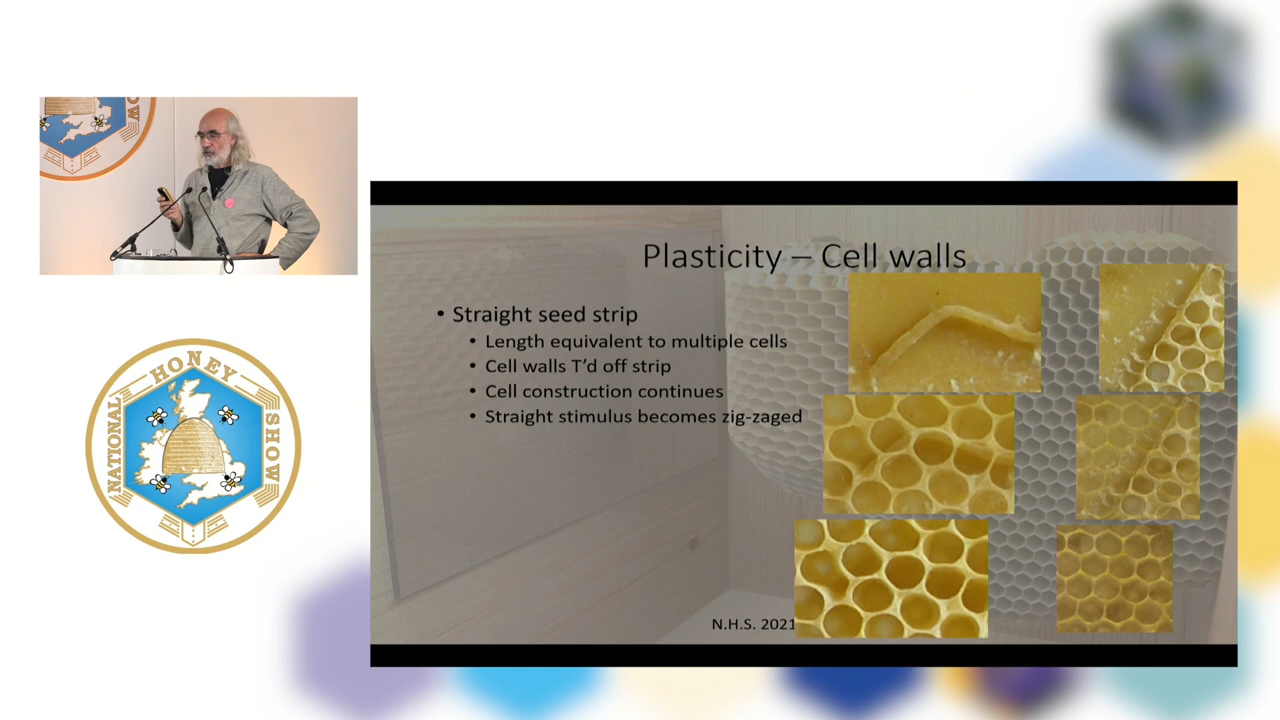 OW
NATIONAL HONEY SHOW
Plasticity – Cell walls
• Straight seed strip
• Length equivalent to multiple cells
• Cell walls T’d off strip
• Cell construction continues
• Straight stimulus becomes zig-zaged
N.H.S. 2021